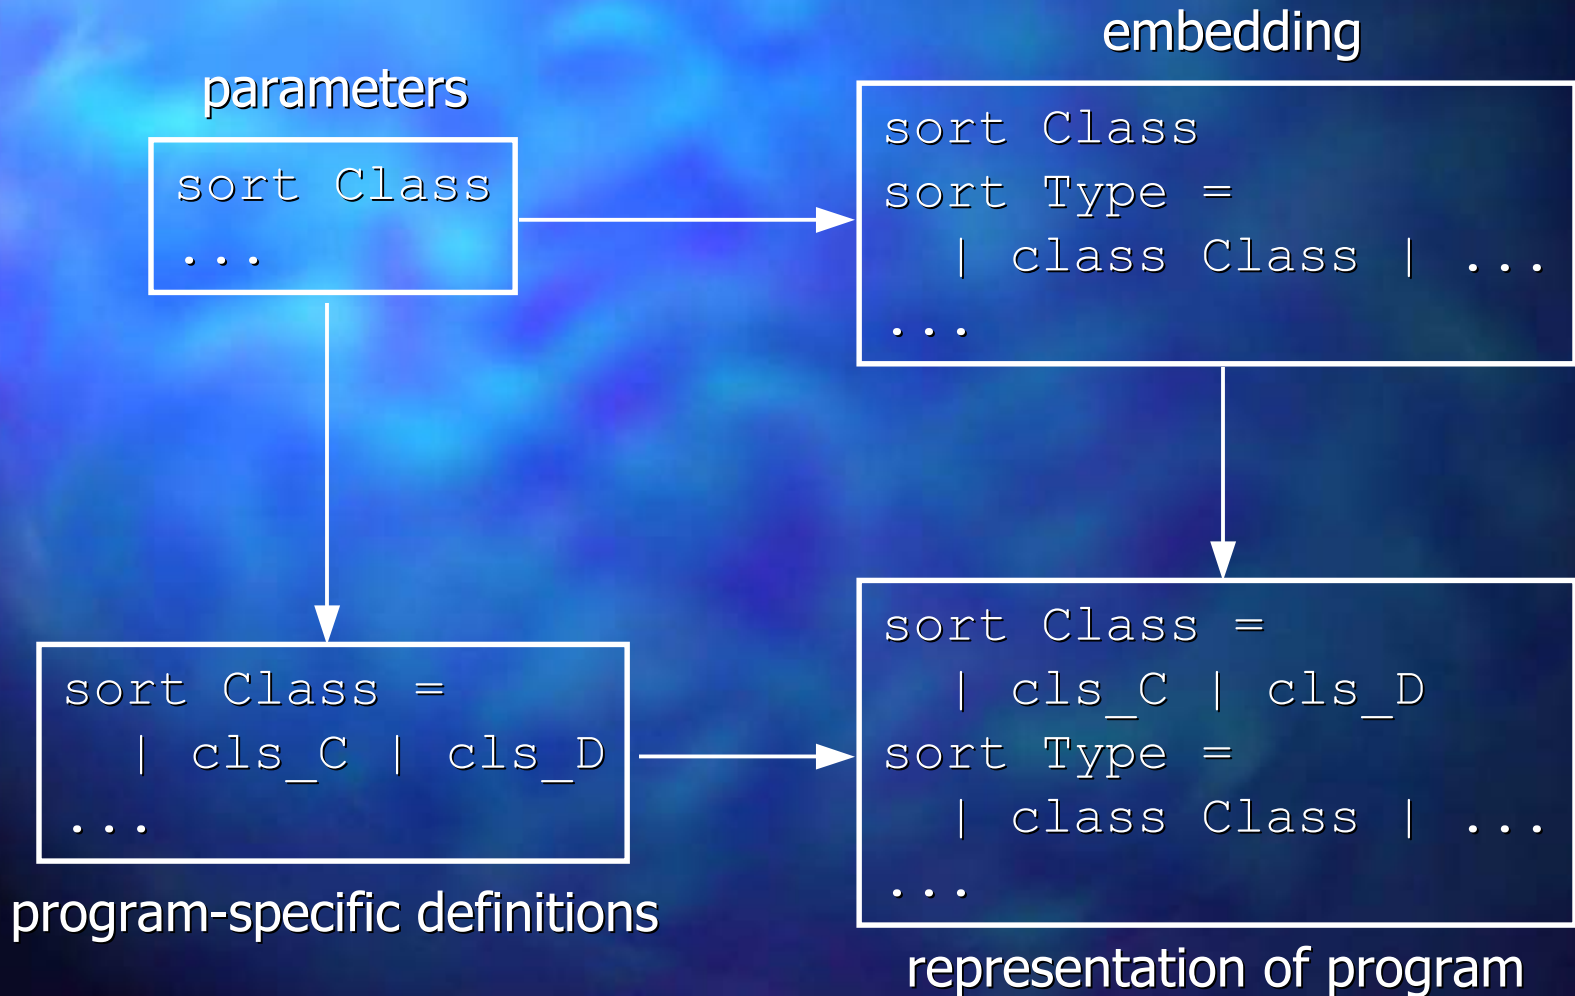 parameters
sort Class
...
embedding
sort Class
sort Type =
| class Class | ...
...
sort Class =
| cls_C | cls_D
...
program-specific definitions
sort Class =
| cls_C | cls_D
sort Type =
| class Class | ...
...
representation of program